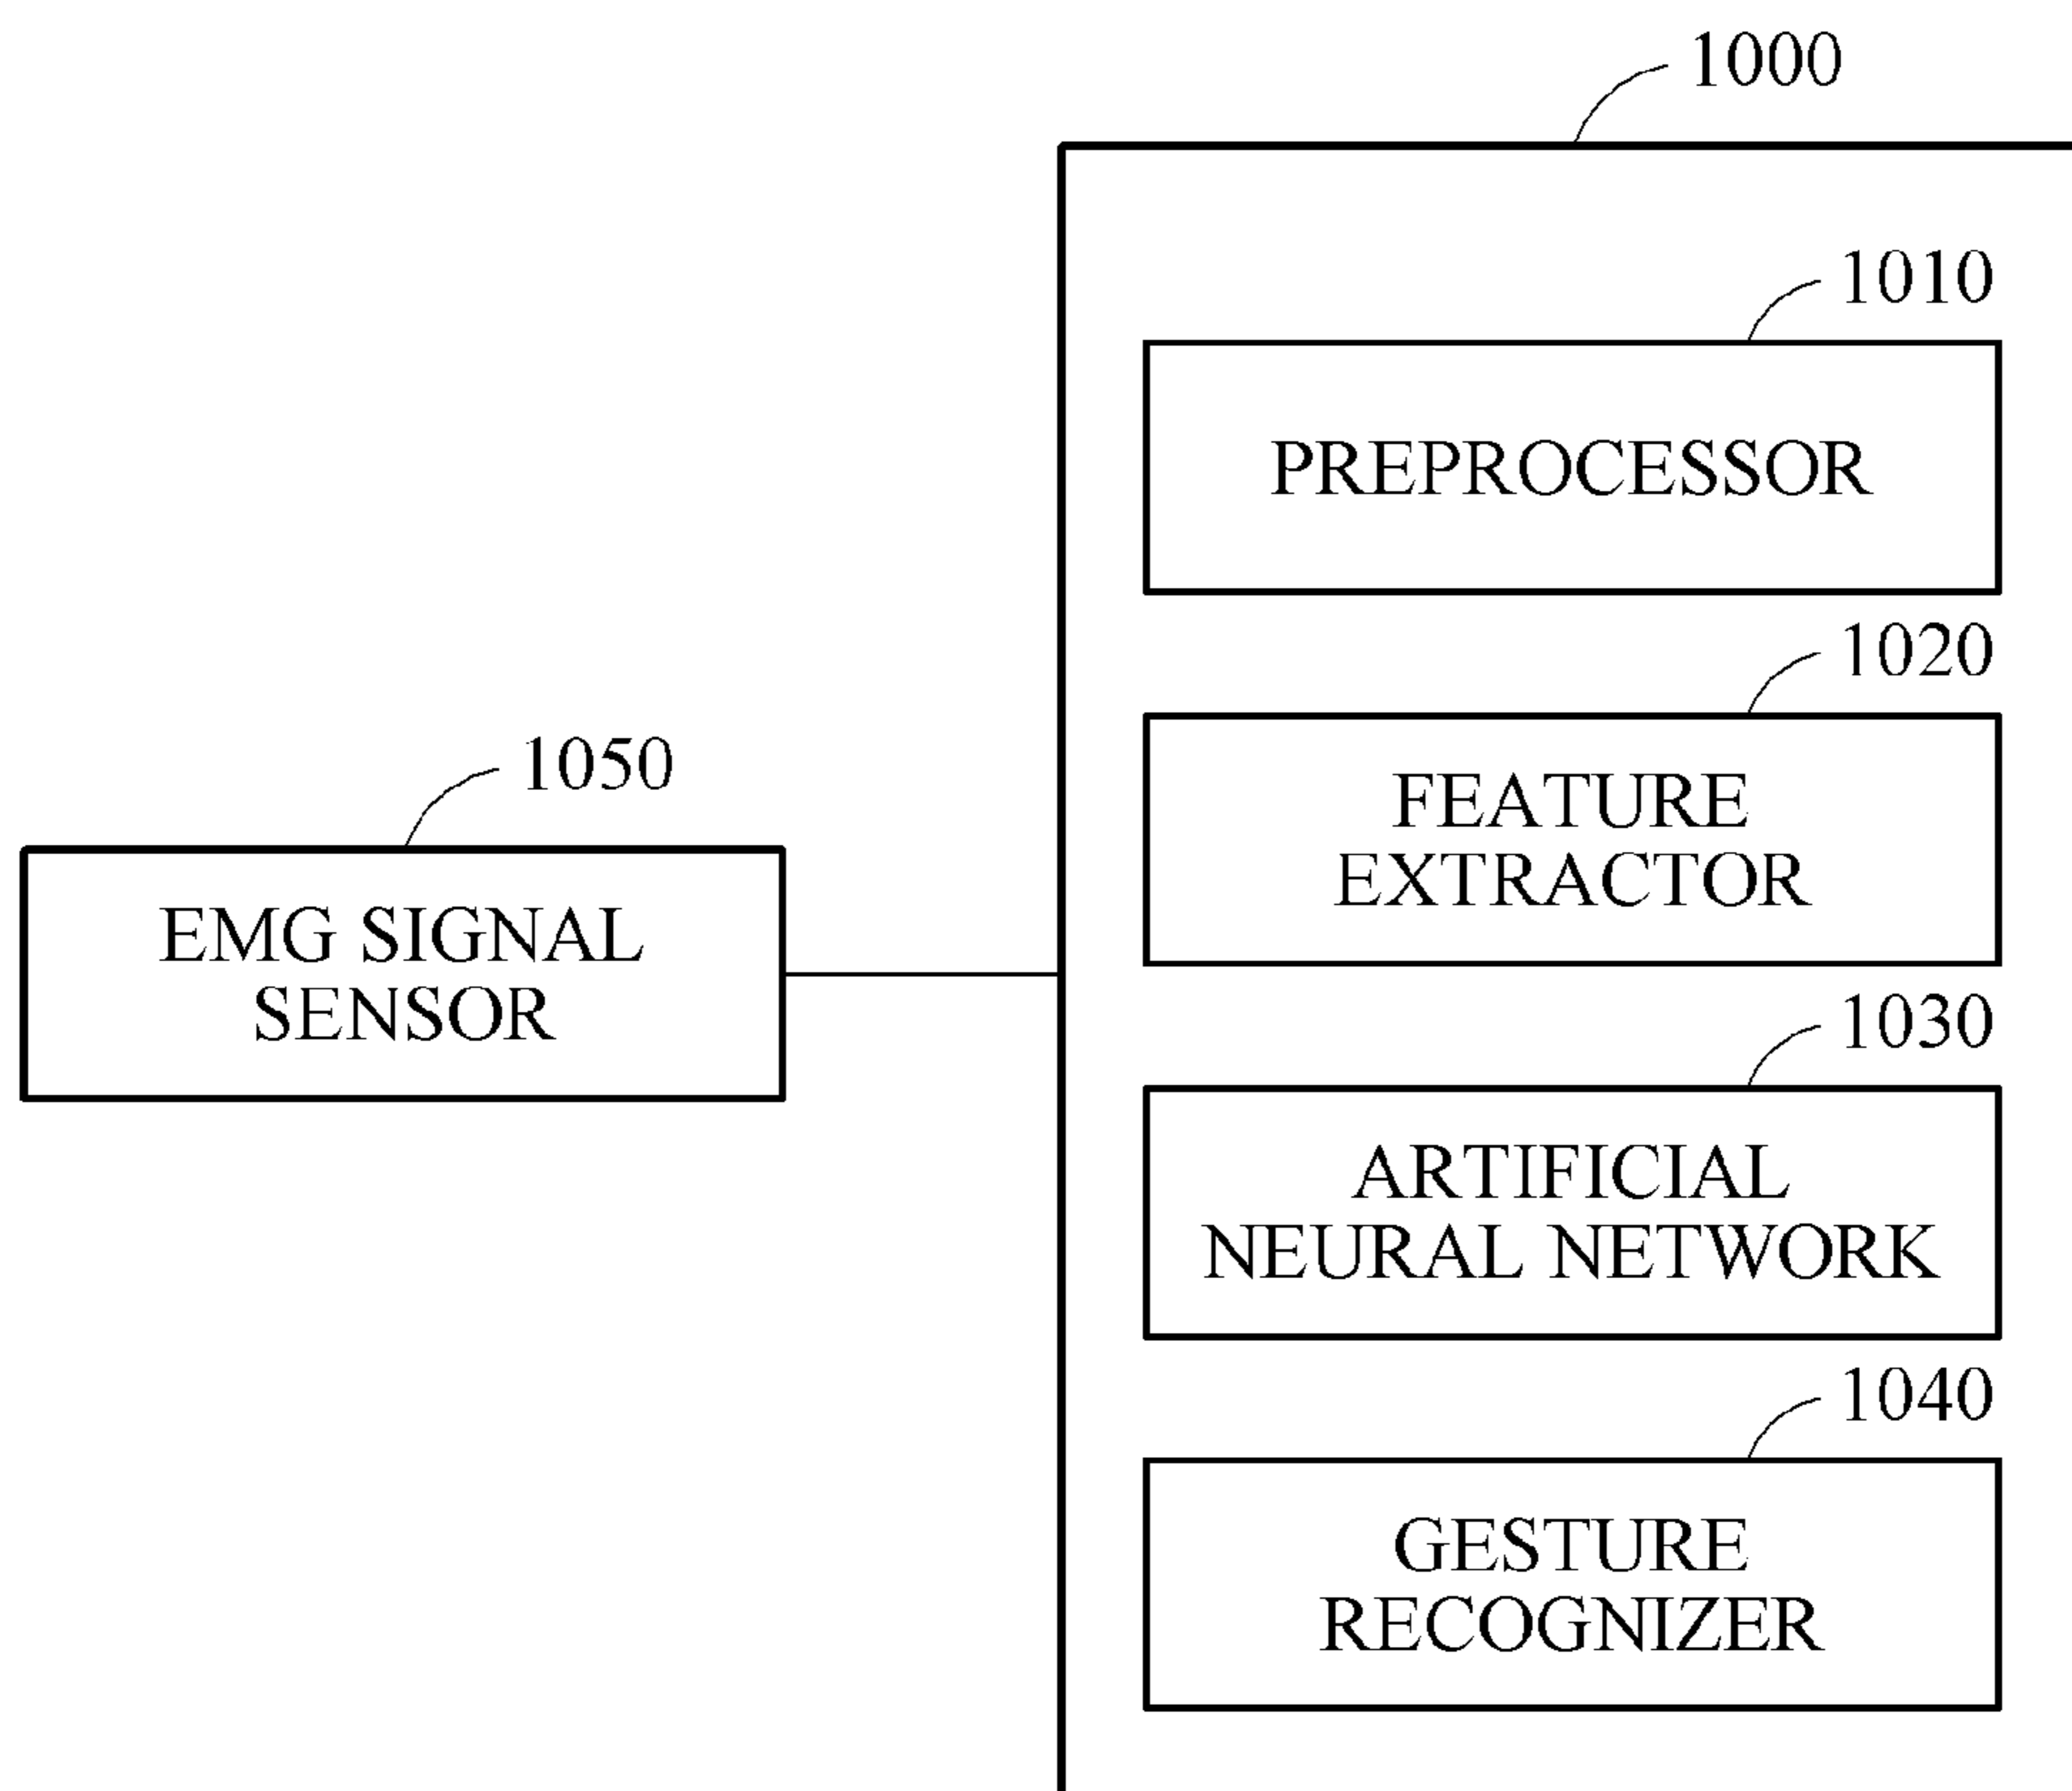 1000
1010
PREPROCESSOR
1020
FEATURE
EXTRACTOR
1050
EMG SIGNAL
SENSOR
1030
ARTIFICIAL
NEURAL NETWORK
1040
GESTURE
RECOGNIZER